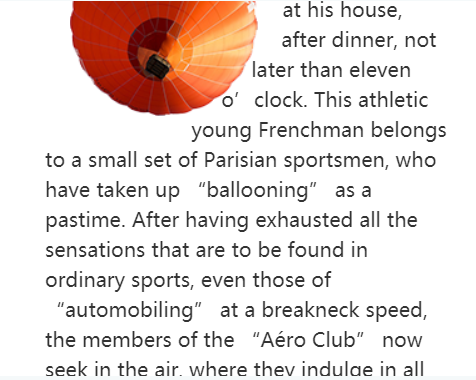 at his house,
after dinner, not
later than eleven
o’ clock. This athletic
young Frenchman belongs
to a small set of Parisian sportsmen, who
have taken up “ballooning” as a
pastime. After having exhausted all the
sensations that are to be found in
ordinary sports, even those of
“automobiling” at a breakneck speed,
the members of the “Aéro Club” now
seek in the air, where they indulge in all